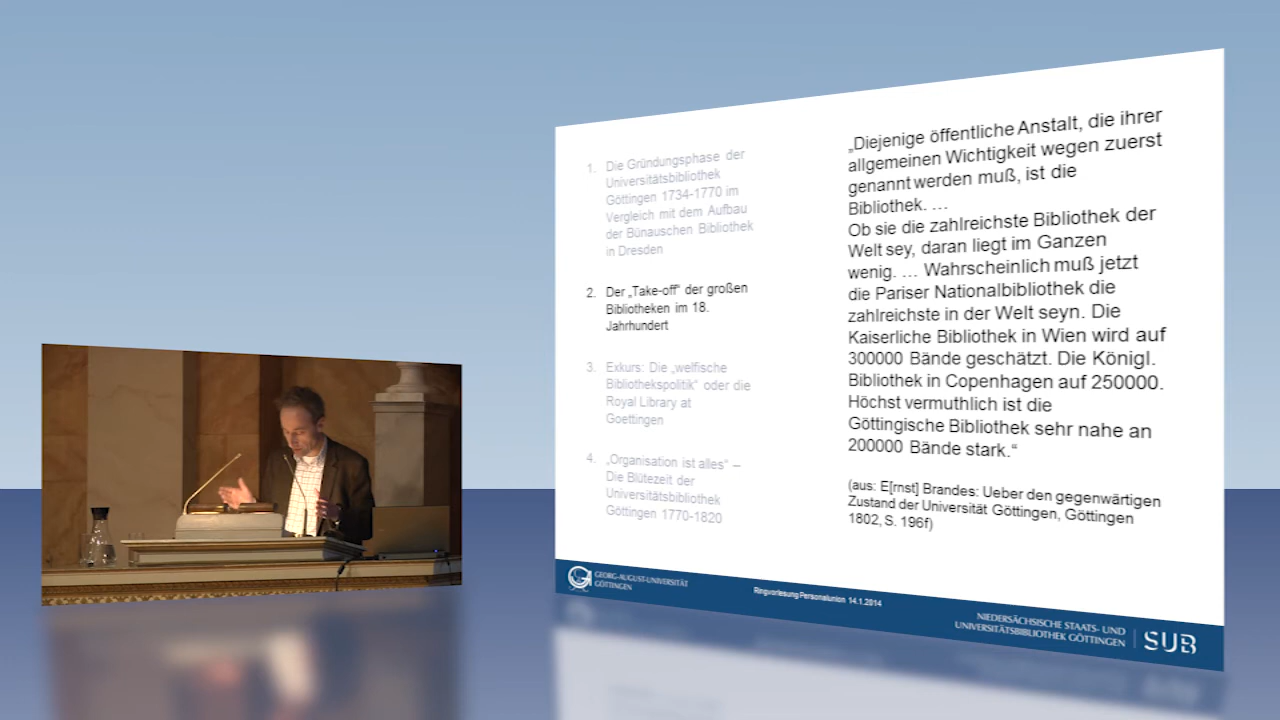 1. Die Gründungsphase der
Universitätsbibliothek
Göttingen 1734-1770 im
Vergleich mit dem Aufbau
der Bünauschen Bibliothek
in Dresden
2. Der „Take-off“ der großen
Bibliotheken im 18.
Jahrhundert
3. Exkurs: Die „welfische
Bibliothekspolitik“ oder die
Royal Library at
Goettingen
4. „Organisation ist alles“ –
Die Blütezeit der
Universitätsbibliothek
Göttingen 1770-1820
„Diejenige öffentliche Anstalt, die ihrer
allgemeinen Wichtigkeit wegen zuerst
genannt werden muß, ist die
Bibliothek. …
Ob sie die zahlreichste Bibliothek der
Welt sey, daran liegt im Ganzen
wenig. … Wahrscheinlich muß jetzt
die Pariser Nationalbibliothek die
zahlreichste in der Welt seyn. Die
Kaiserliche Bibliothek in Wien wird auf
300000 Bände geschätzt. Die Königl.
Bibliothek in Copenhagen auf 250000.
Höchst vermuthlich ist die
Göttingische Bibliothek sehr nahe an
200000 Bände stark.“
(aus: E[rnst] Brandes: Ueber den gegenwärtigen
Zustand der Universität Göttingen, Göttingen
1802, S. 196f)
GEORG-AUGUST-UNIVERSITÄT
GÖTTINGEN
Ringvorlesung Personalunion 14.1.2014
NIEDERSÄCHSISCHE STAATS- UND
UNIVERSITÄTSBIBLIOTHEK GÖTTINGEN
SUB